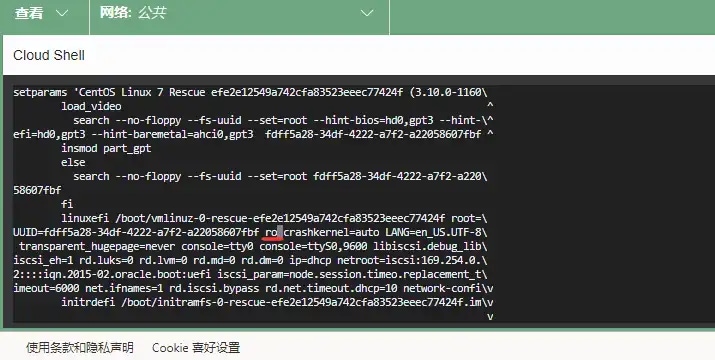 查看
网络: 公共
Cloud Shell
setparams 'CentOS Linux 7 Rescue efe2e12549a742cfa83523eeec77424f (3.10.0-1160\
load_video ^
search --no-floppy --fs-uuid --set=root --hint-bios=hd0,gpt3 --hint-\^
efi=hd0,gpt3 --hint-baremetal=ahci0,gpt3 fdff5a28-34df-4222-a7f2-a22058607fbf ^
insmod part_gpt
else
search --no-floppy --fs-uuid --set=root fdff5a28-34df-4222-a7f2-a220\
58607fbf
fi
linuxefi /boot/vmlinuz-0-rescue-efe2e12549a742cfa83523eeec77424f root=\
UUID=fdff5a28-34df-4222-a7f2-a22058607fbf ro crashkernel=auto LANG=en_US.UTF-8\
transparent_hugepage=never console=tty0 console=ttyS0,9600 libiscsi.debug_lib\
iscsi_eh=1 rd.luks=0 rd.lvm=0 rd.md=0 rd.dm=0 ip=dhcp netroot=iscsi:169.254.0.\
2::::iqn.2015-02.oracle.boot:uefi iscsi_param=node.session.timeo.replacement_t\
imeout=6000 net.ifnames=1 rd.iscsi.bypass rd.net.timeout.dhcp=10 network-confi\v
initrdefi /boot/initramfs-0-rescue-efe2e12549a742cfa83523eeec77424f.im\v
v
使用条款和隐私声明 Cookie 喜好设置